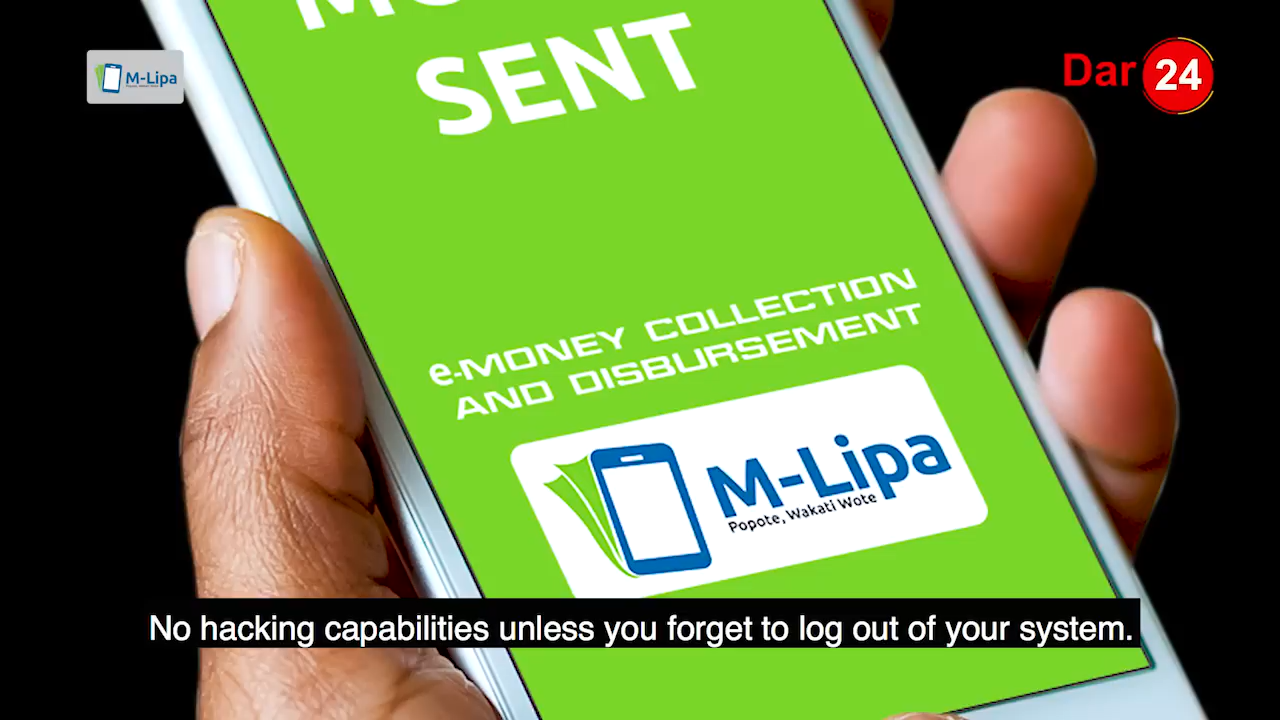 M-Lipa
Dar 24
SENT
e-MONEY COLLECTION
AND DISBURSEMENT
M-Lipa
Popote, Wakati Wote
No hacking capabilities unless you forget to log out of your system.